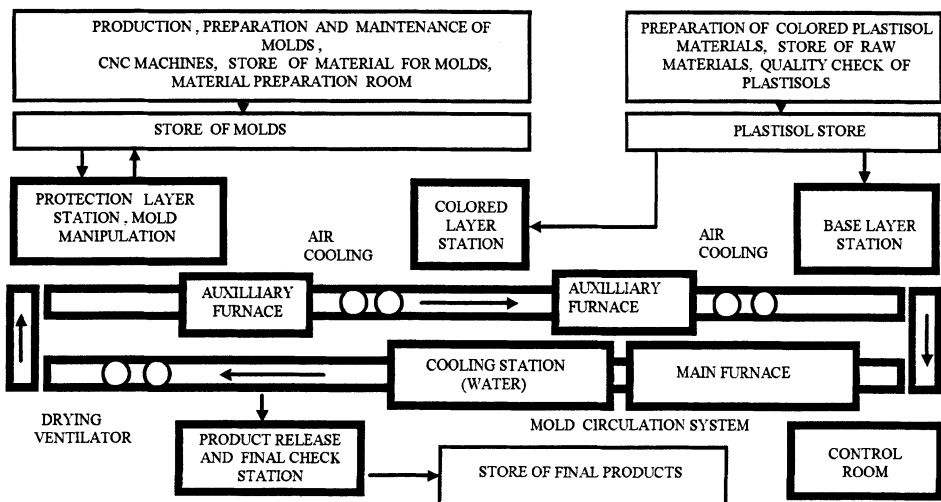 PRODUCTION , PREPARATION AND MAINTENANCE OF
MOLDS ,
CNC MACHINES, STORE OF MATERIAL FOR MOLDS,
MATERIAL PREPARATION ROOM
PREPARATION OF COLORED PLASTISOL
MATERIALS, STORE OF RAW
MATERIALS, QUALITY CHECK OF
PLASTISOLS
STORE OF MOLDS
PLASTISOL STORE
PROTECTION LAYER
STATION , MOLD
MANIPULATION
AIR
COOLING
COLORED
LAYER
STATION
AIR
COOLING
BASE LAYER
STATION
AUXILLIARY
FURNACE
AUXILLIARY
FURNACE
COOLING STATION
(WATER)
MAIN FURNACE
DRYING
VENTILATOR
PRODUCT RELEASE
AND FINAL CHECK
STATION
MOLD CIRCULATION SYSTEM
STORE OF FINAL PRODUCTS
CONTROL
ROOM